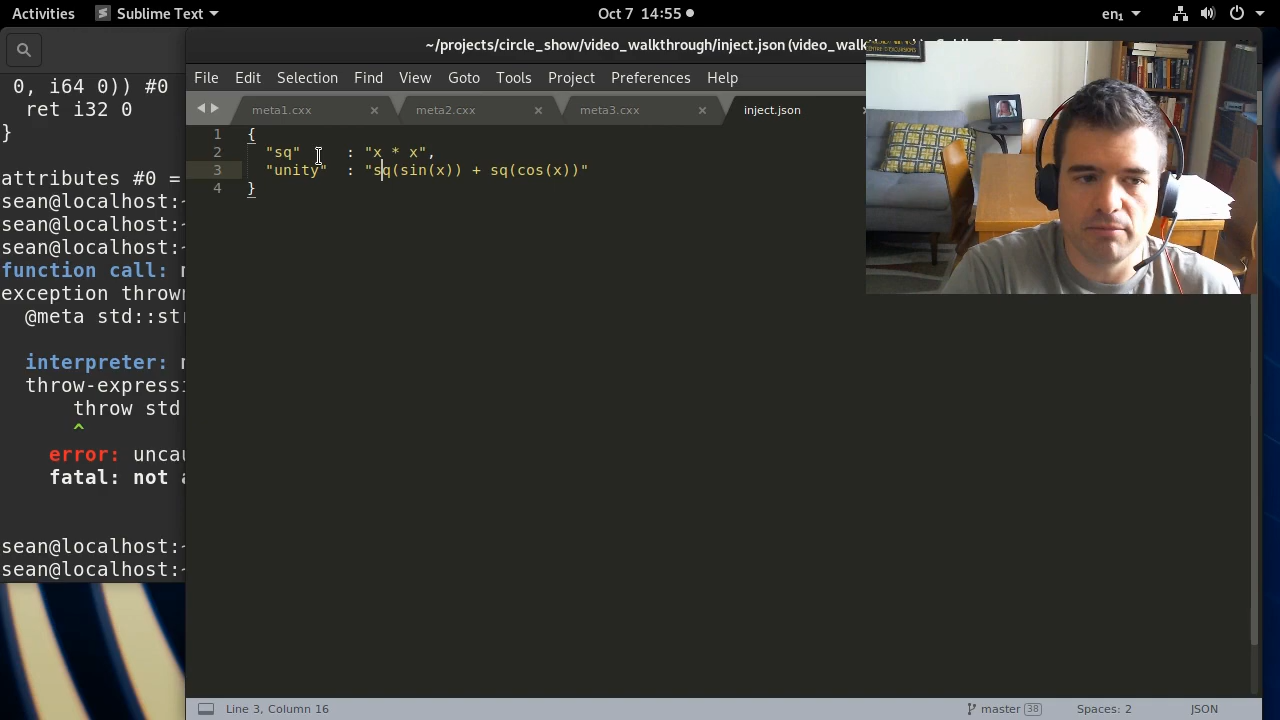 Activities
Sublime Text
Oct 7 14:55
en₁
~/projects/circle_show/video_walkthrough/inject.json (video_walk
File Edit Selection Find View Goto Tools Project Preferences Help
meta1.cxx
meta2.cxx
meta3.cxx
inject.json
1 {
2 "sq" : "x * x",
3 "unity" : "sq(sin(x)) + sq(cos(x))"
4 }
0, i64 0)) #0
ret i32 0
}
attributes #0 =
sean@localhost:~
sean@localhost:~
sean@localhost:~
function call: m
exception thrown
@meta std::str
interpreter: m
throw-expressi
throw std
^
error: uncau
fatal: not a
sean@localhost:~
sean@localhost:~
Line 3, Column 16
master 38
Spaces: 2
JSON